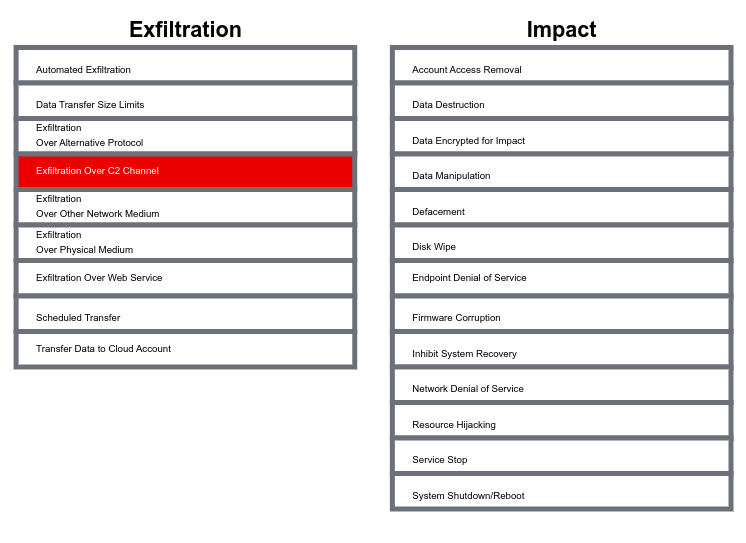 Exfiltration
Automated Exfiltration
Data Transfer Size Limits
Exfiltration
Over Alternative Protocol
Exfiltration Over C2 Channel
Exfiltration
Over Other Network Medium
Exfiltration
Over Physical Medium
Exfiltration Over Web Service
Scheduled Transfer
Transfer Data to Cloud Account
Impact
Account Access Removal
Data Destruction
Data Encrypted for Impact
Data Manipulation
Defacement
Disk Wipe
Endpoint Denial of Service
Firmware Corruption
Inhibit System Recovery
Network Denial of Service
Resource Hijacking
Service Stop
System Shutdown/Reboot